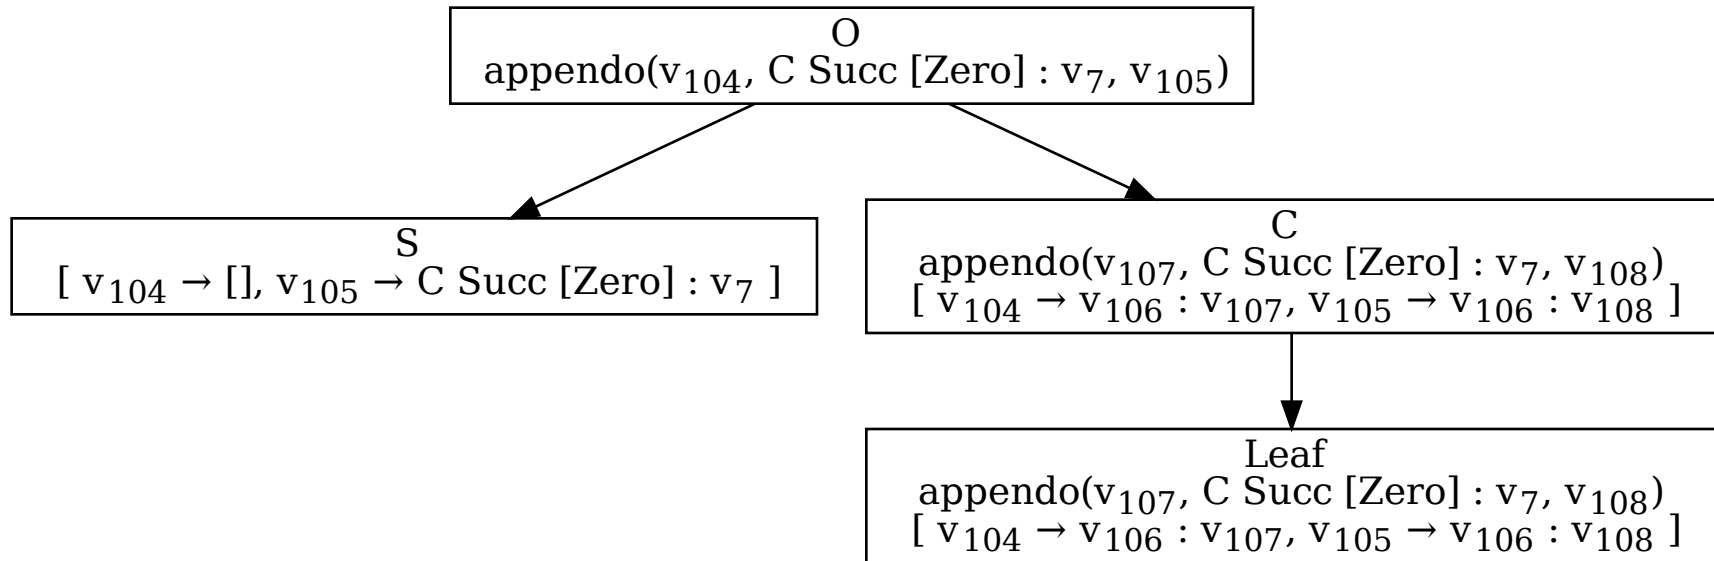 O
appendo(v₁₀₄, C Succ [Zero] : v₇, v₁₀₅)
S
[ v₁₀₄ → [], v₁₀₅ → C Succ [Zero] : v₇ ]
C
appendo(v₁₀₇, C Succ [Zero] : v₇, v₁₀₈)
[ v₁₀₄ → v₁₀₆ : v₁₀₇, v₁₀₅ → v₁₀₆ : v₁₀₈ ]
Leaf
appendo(v₁₀₇, C Succ [Zero] : v₇, v₁₀₈)
[ v₁₀₄ → v₁₀₆ : v₁₀₇, v₁₀₅ → v₁₀₆ : v₁₀₈ ]